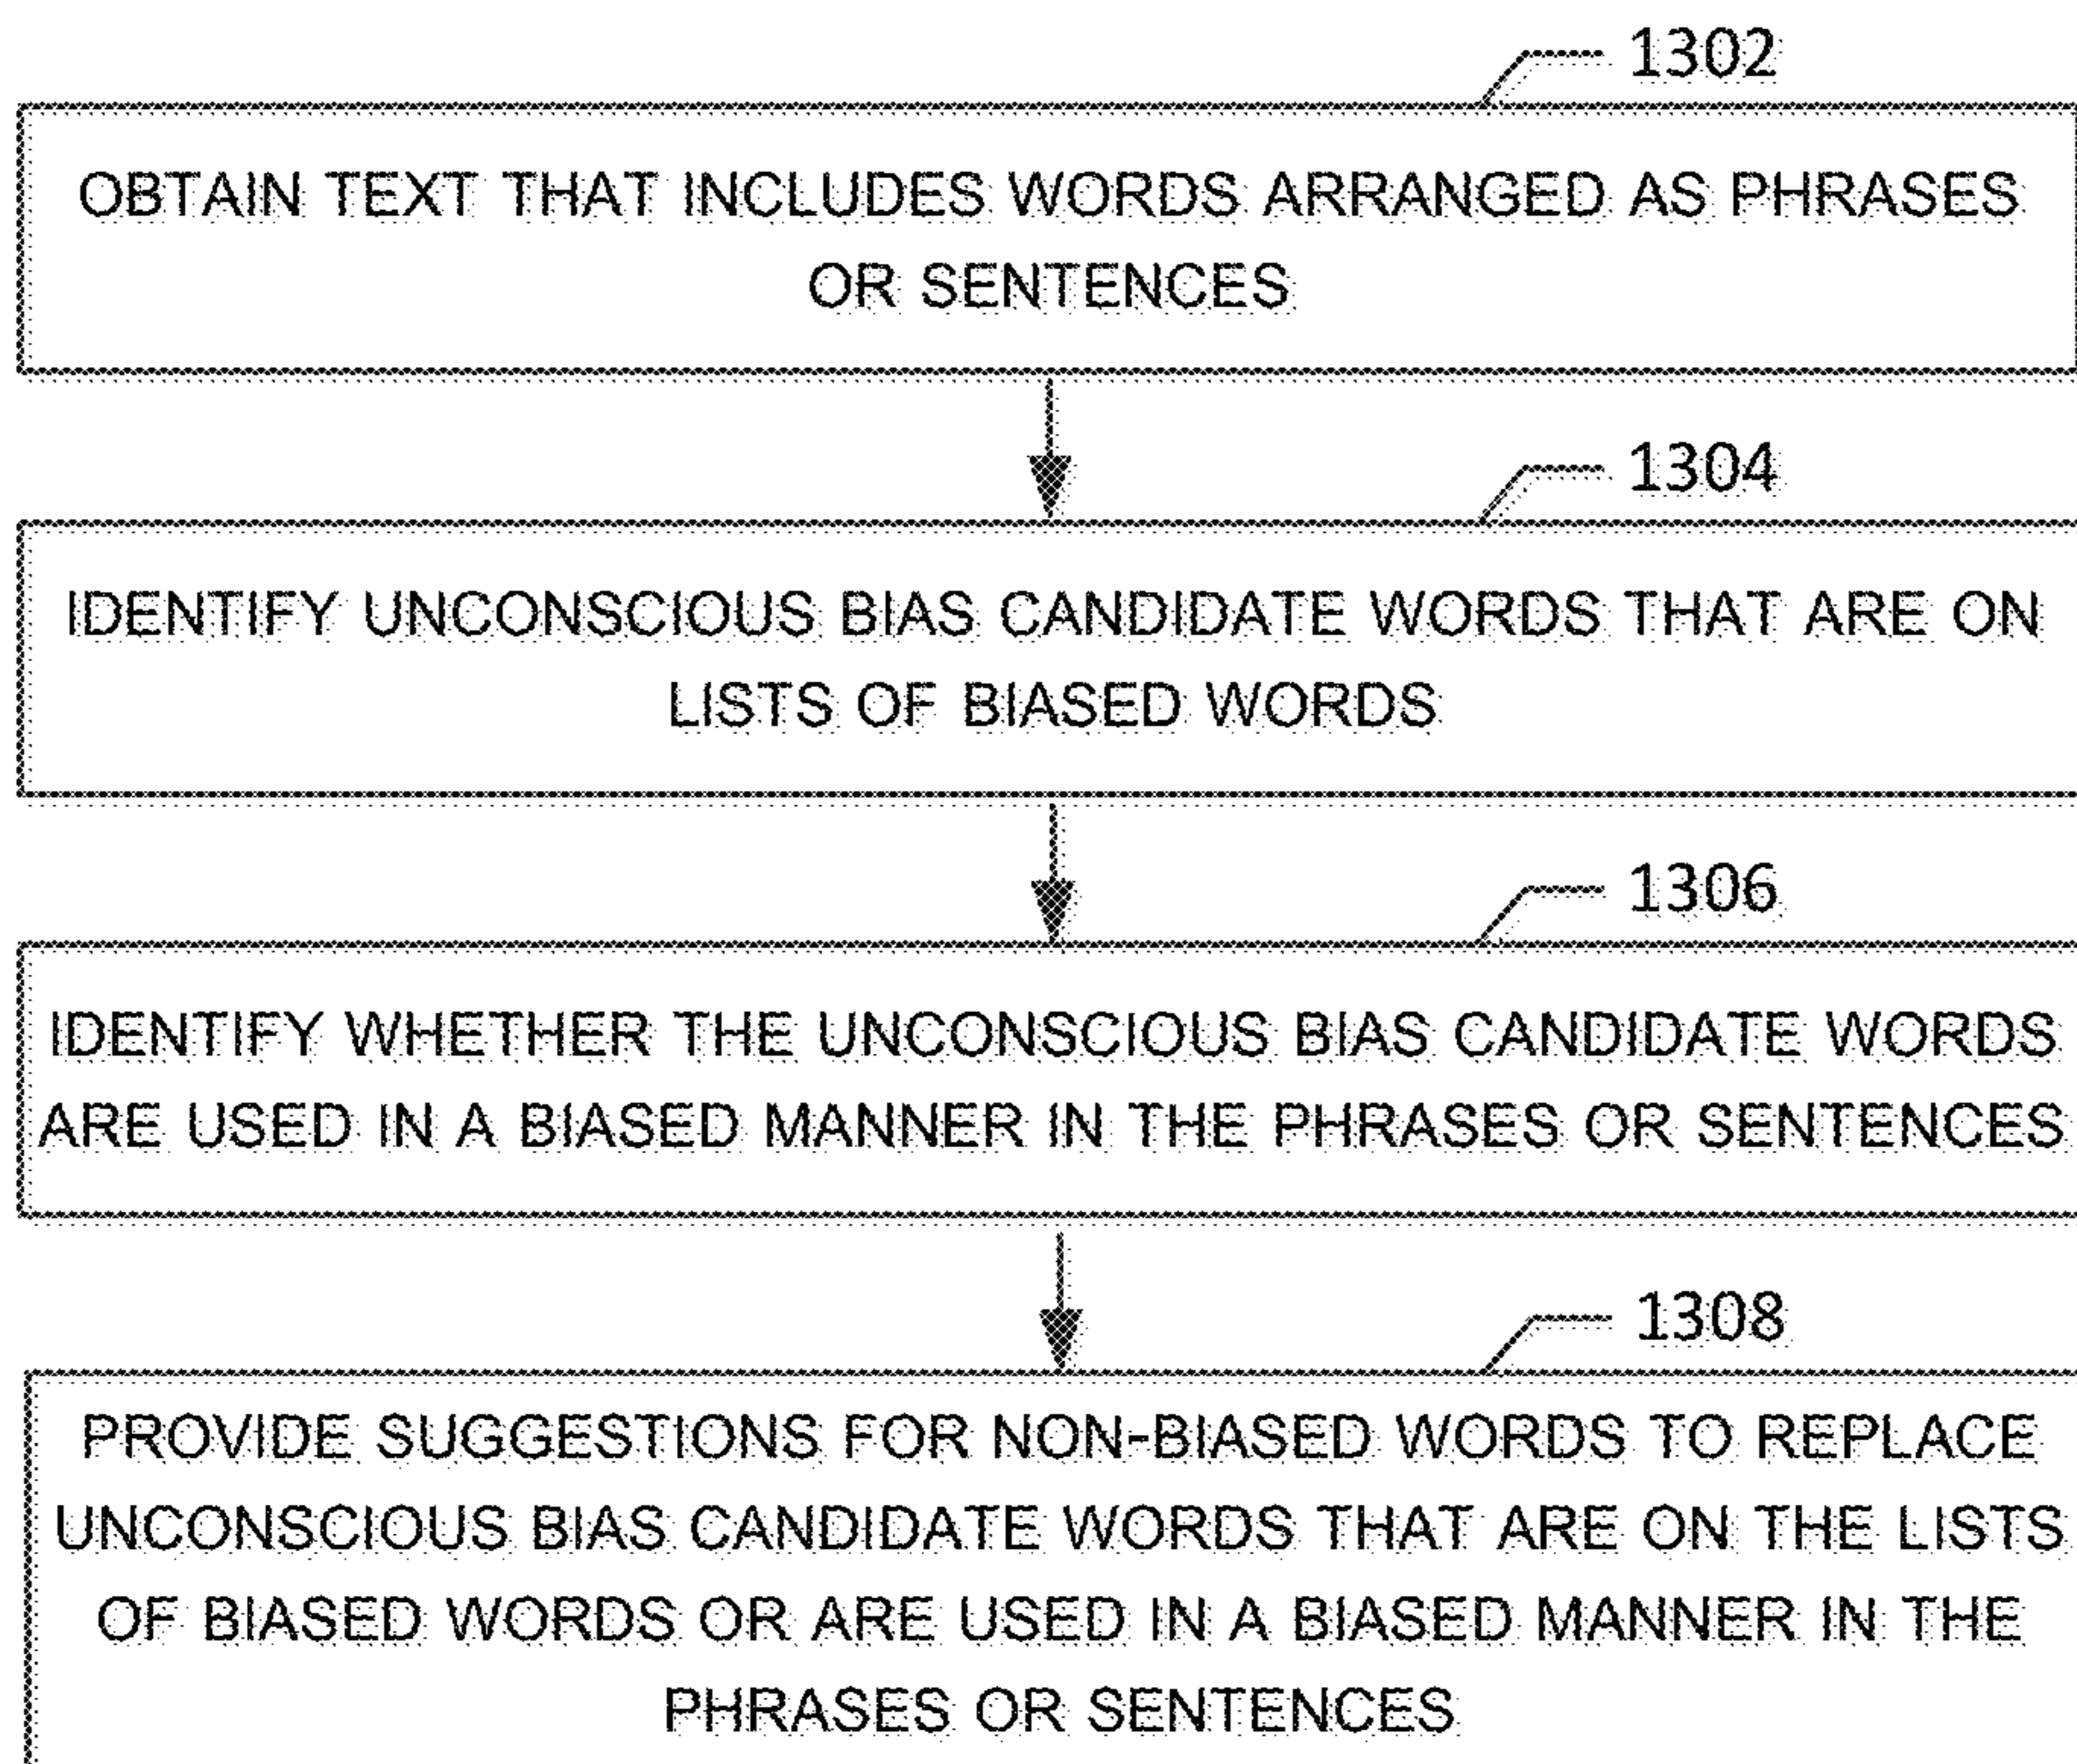 1302
OBTAIN TEXT THAT INCLUDES WORDS ARRANGED AS PHRASES
OR SENTENCES
1304
IDENTIFY UNCONSCIOUS BIAS CANDIDATE WORDS THAT ARE ON
LISTS OF BIASED WORDS
1306
IDENTIFY WHETHER THE UNCONSCIOUS BIAS CANDIDATE WORDS
ARE USED IN A BIASED MANNER IN THE PHRASES OR SENTENCES
1308
PROVIDE SUGGESTIONS FOR NON-BIASED WORDS TO REPLACE
UNCONSCIOUS BIAS CANDIDATE WORDS THAT ARE ON THE LISTS
OF BIASED WORDS OR ARE USED IN A BIASED MANNER IN THE
PHRASES OR SENTENCES